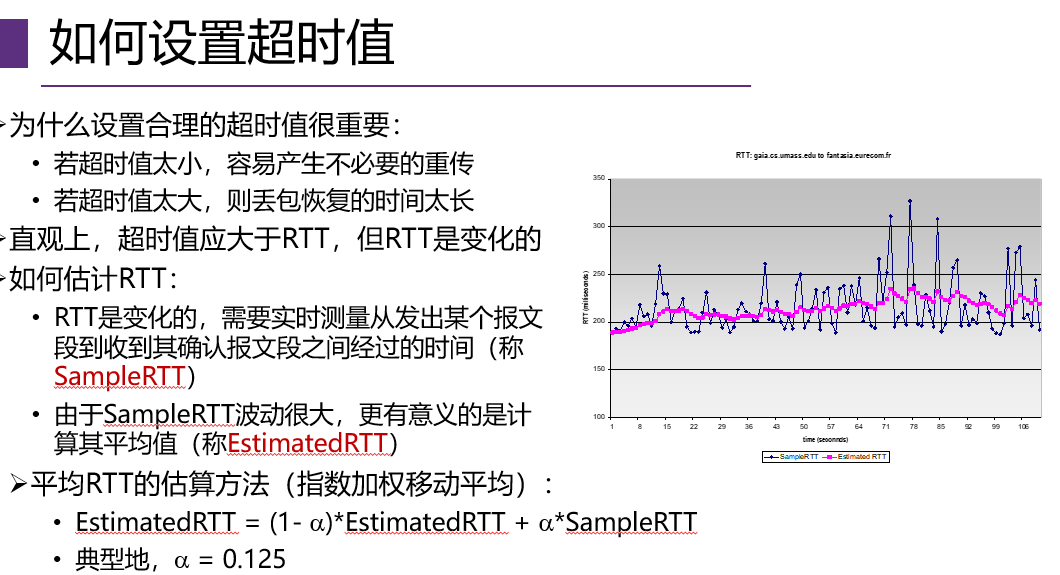 如何设置超时值
➢为什么设置合理的超时值很重要：
• 若超时值太小，容易产生不必要的重传
• 若超时值太大，则丢包恢复的时间太长
➢直观上，超时值应大于RTT，但RTT是变化的
➢如何估计RTT：
• RTT是变化的，需要实时测量从发出某个报文
段到收到其确认报文段之间经过的时间（称
SampleRTT）
• 由于SampleRTT波动很大，更有意义的是计
算其平均值（称EstimatedRTT）
➢平均RTT的估算方法（指数加权移动平均）：
• EstimatedRTT = (1- α)*EstimatedRTT + α*SampleRTT
• 典型地，α = 0.125
RTT: gaia.cs.umass.edu to fantasia.eurecom.fr
350
300
250
200
150
100
RTT (milliseconds)
1 8 15 22 29 36 43 50 57 64 71 78 85 92 99 106
time (seconnds)
SampleRTT Estimated RTT